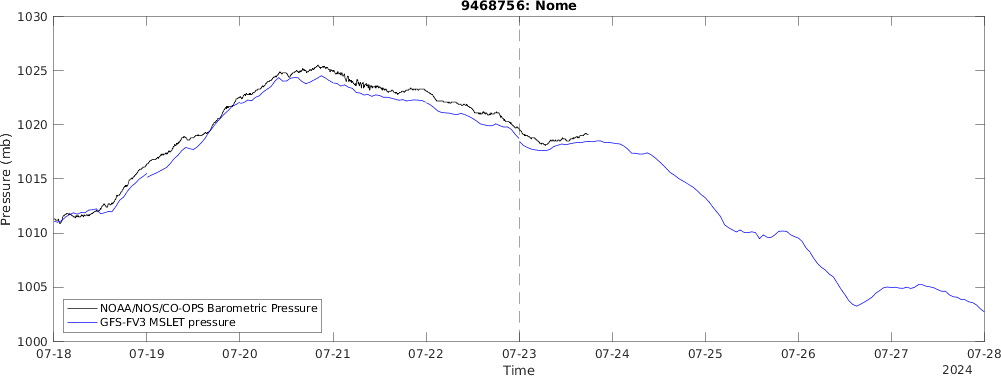 9468756: Nome
1030
1025
1020
1015
1010
1005
1000
Pressure (mb)
NOAA/NOS/CO-OPS Barometric Pressure
GFS-FV3 MSLET pressure
07-18 07-19 07-20 07-21 07-22 07-23 07-24 07-25 07-26 07-27 07-28
Time
2024